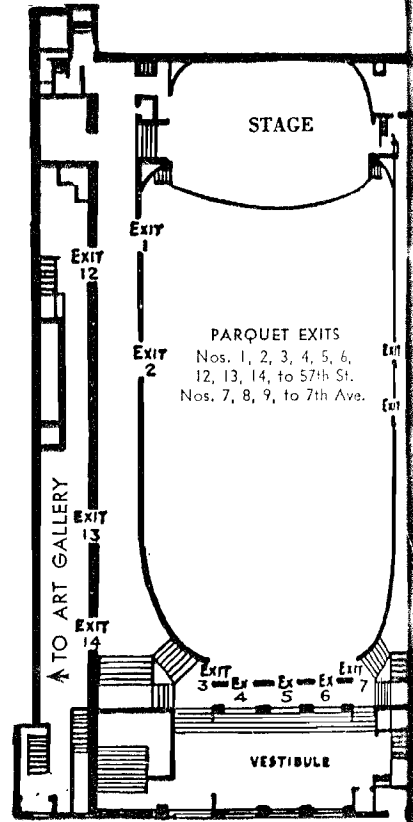 STAGE
EXIT
1
EXIT
12
PARQUET EXITS
Nos. 1, 2, 3, 4, 5, 6,
12, 13, 14, to 57th St.
Nos. 7, 8, 9, to 7th Ave.
EXIT
2
EXIT
EXIT
TO ART GALLERY
EXIT
13
EXIT
14
EXIT
3
EX
4
EX
5
EX
6
EXIT
7
VESTIBULE